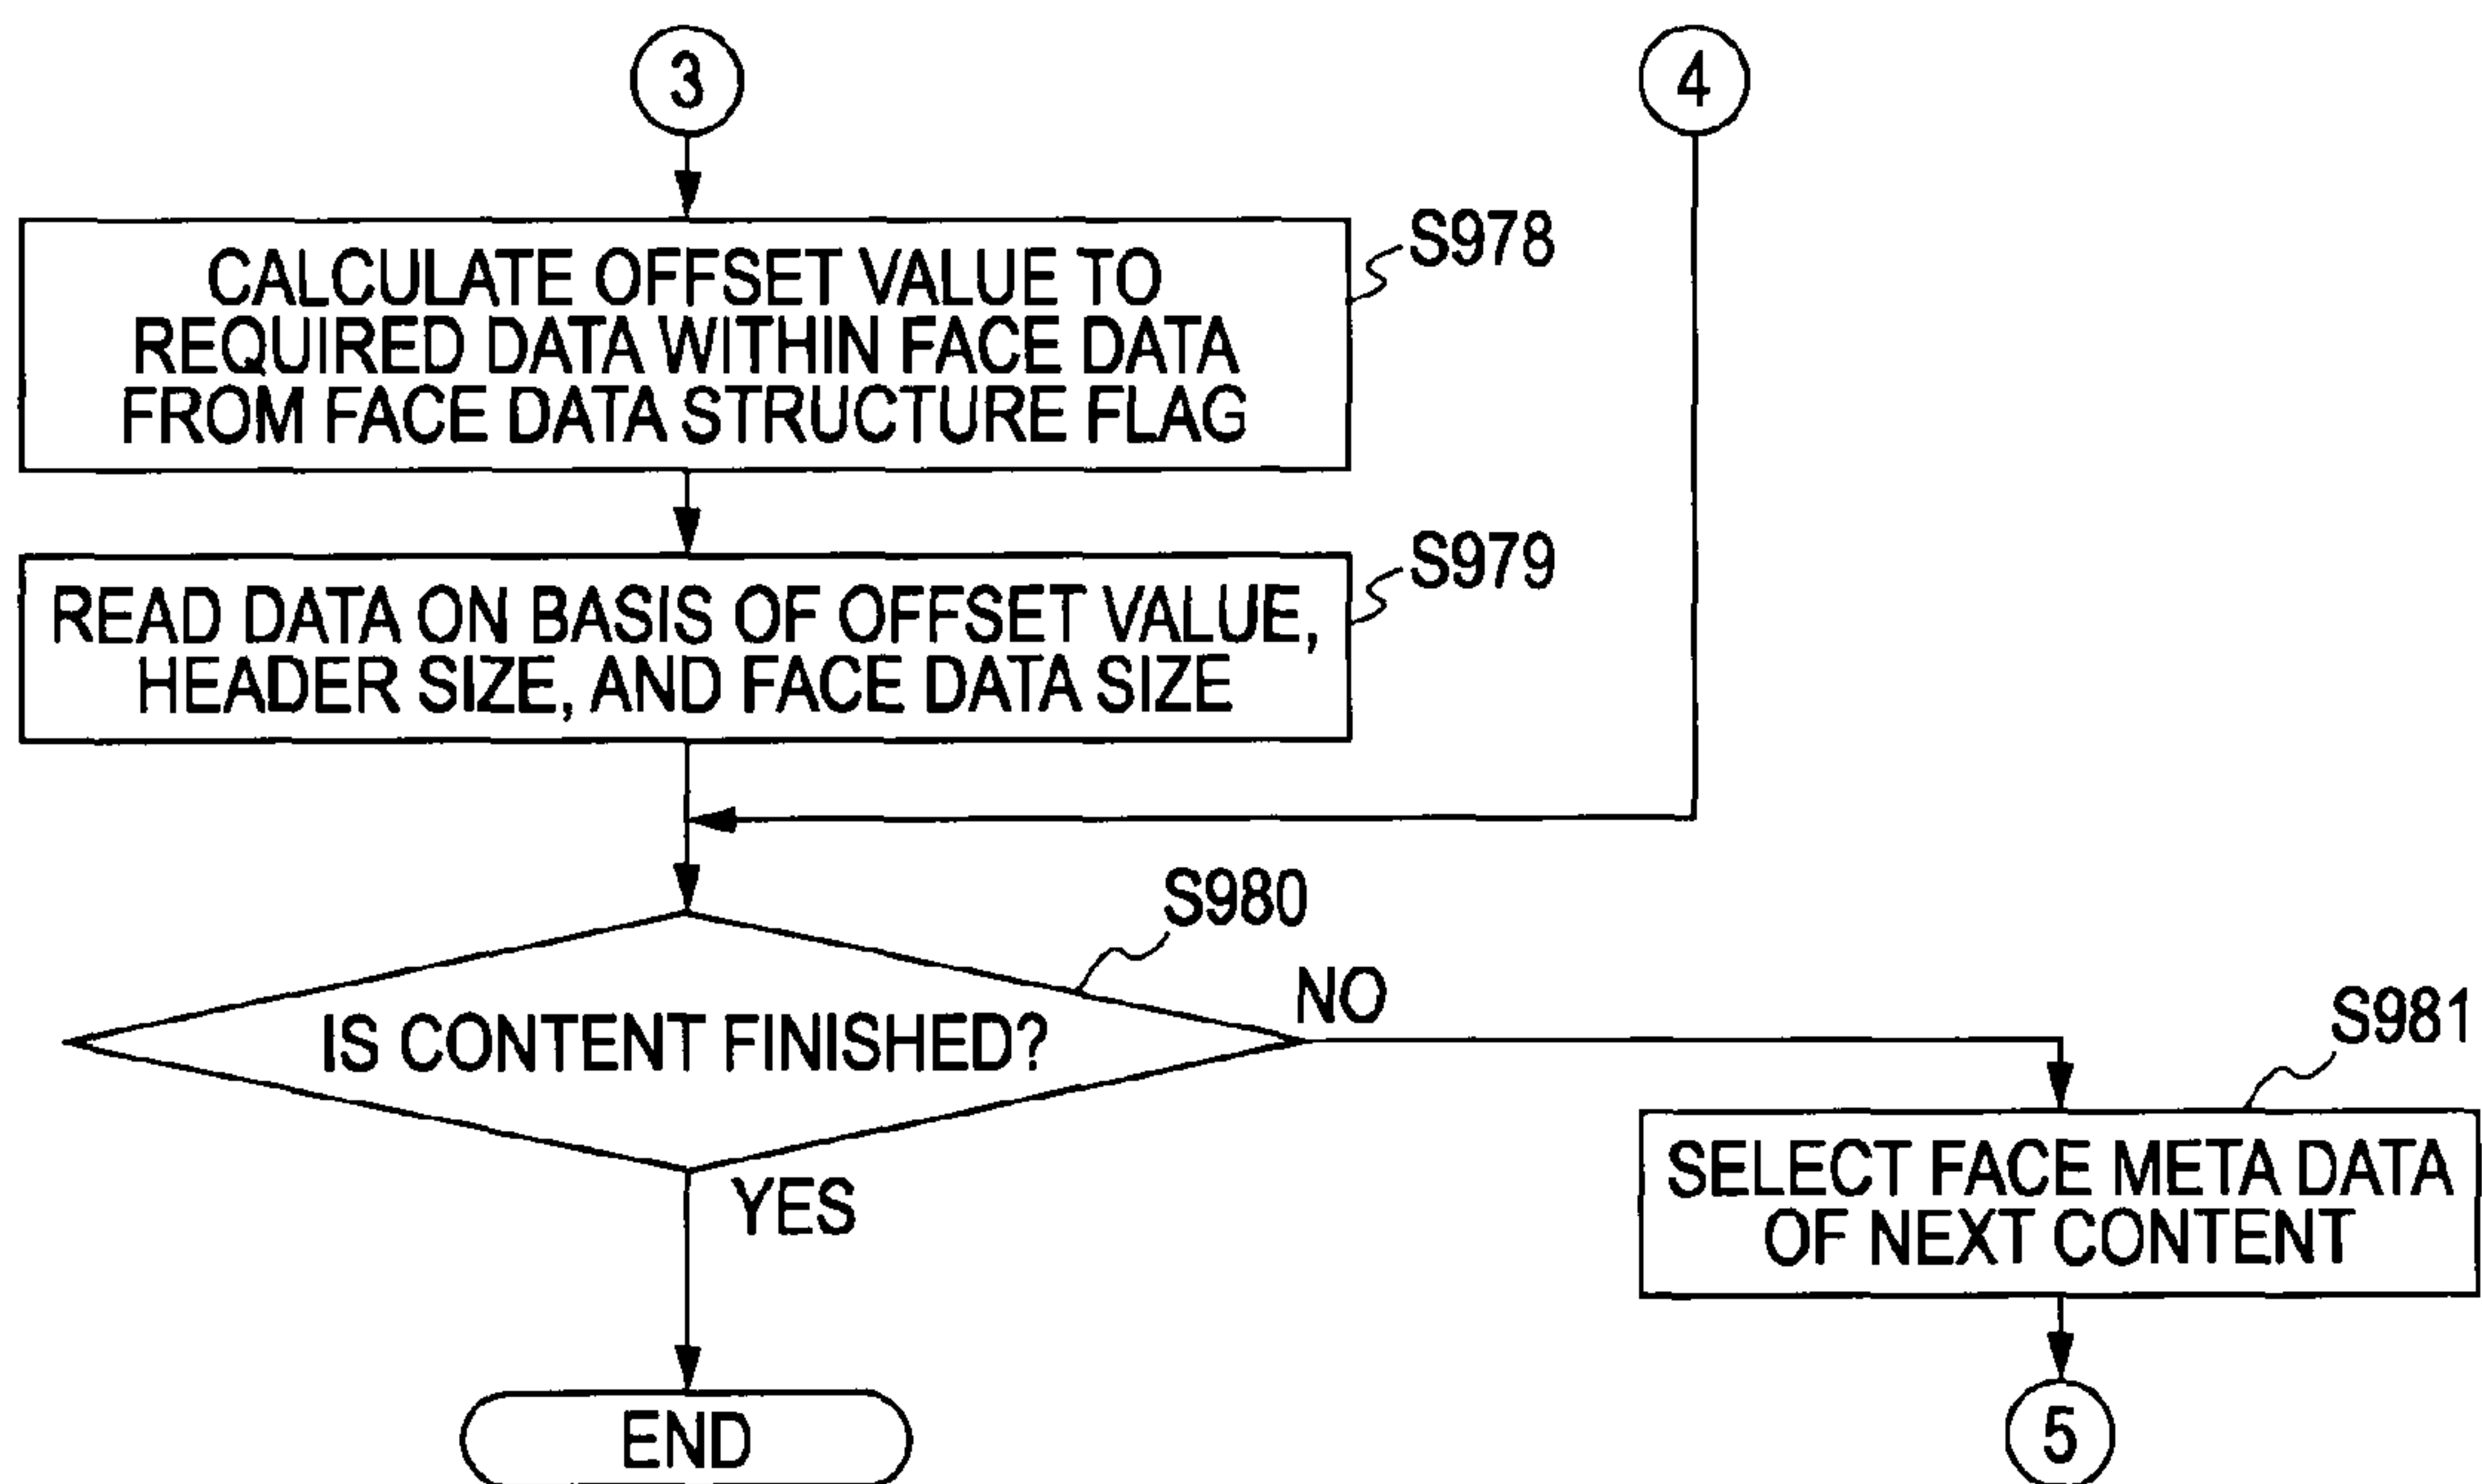 3
4
S978
CALCULATE OFFSET VALUE TO
REQUIRED DATA WITHIN FACE DATA
FROM FACE DATA STRUCTURE FLAG
S979
READ DATA ON BASIS OF OFFSET VALUE,
HEADER SIZE, AND FACE DATA SIZE
S980
IS CONTENT FINISHED?
NO
YES
S981
SELECT FACE META DATA
OF NEXT CONTENT
END
5